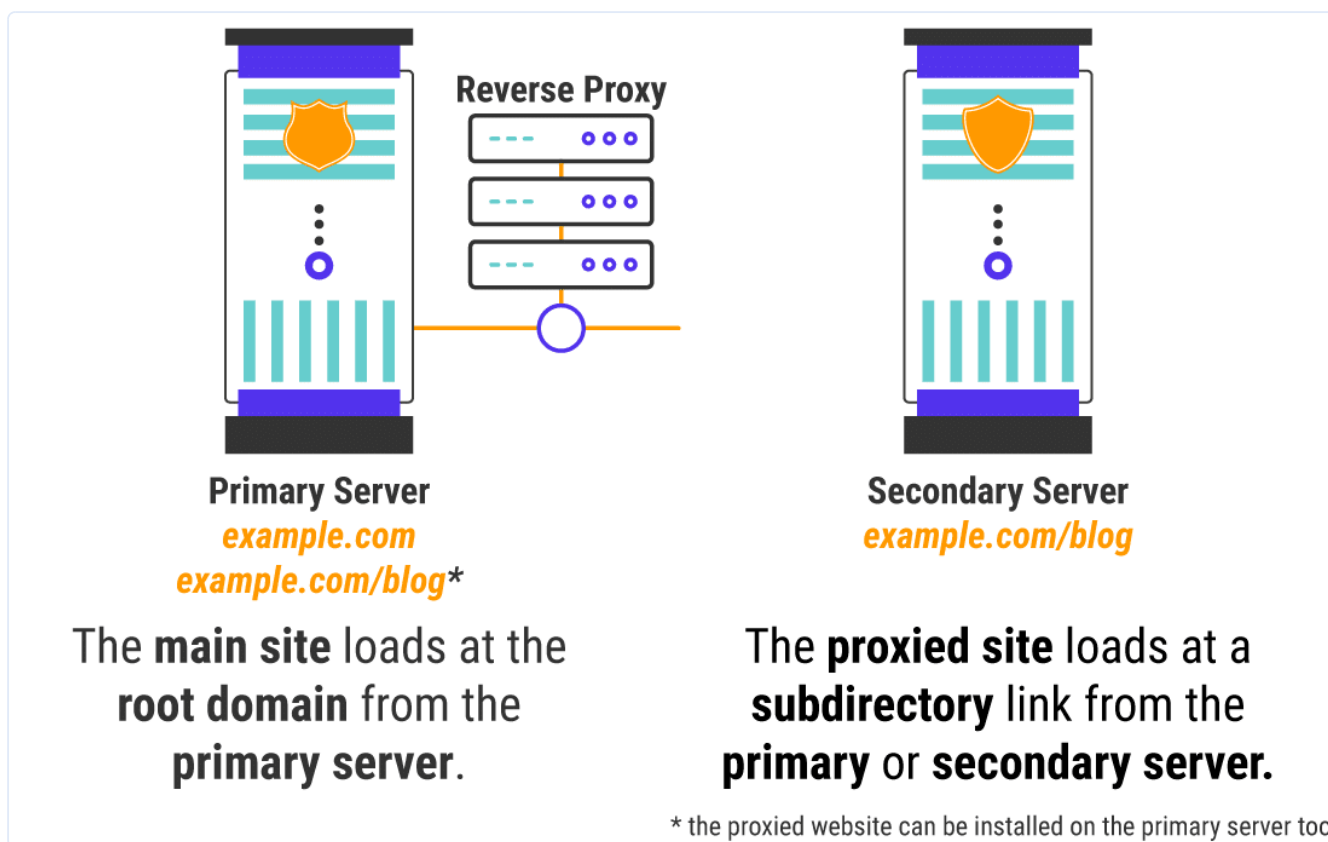 Reverse Proxy
Primary Server
example.com
example.com/blog*
The main site loads at the
root domain from the
primary server.
Secondary Server
example.com/blog
The proxied site loads at a
subdirectory link from the
primary or secondary server.
* the proxied website can be installed on the primary server too